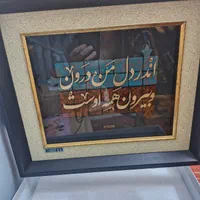 اندر دل من درون
و بیرون همه اوست